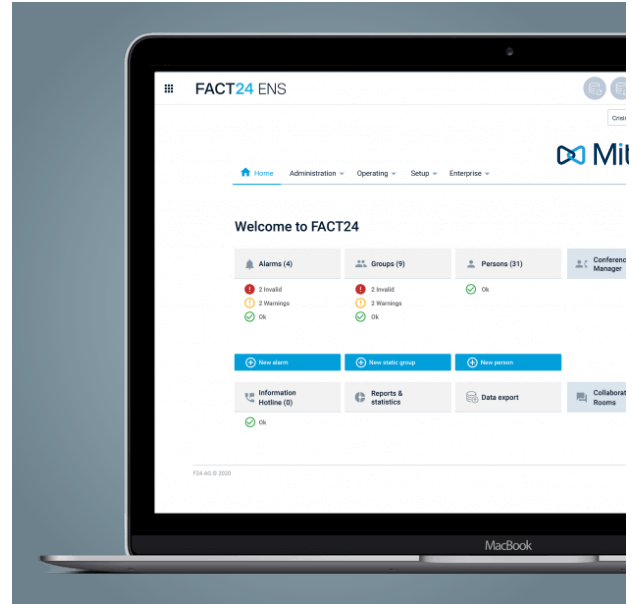 FACT24 ENS
Crisis
Mit
Home Administration Operating Setup Enterprise
Welcome to FACT24
Alarms (4)
2 Invalid
2 Warnings
Ok
Groups (9)
2 Invalid
2 Warnings
Ok
Persons (31)
Ok
Conferenc
Manager
New alarm
New static group
New person
Information
Hotline (0)
Ok
Reports &
statistics
Data export
Collaborat
Rooms
F24 AG © 2020
MacBook